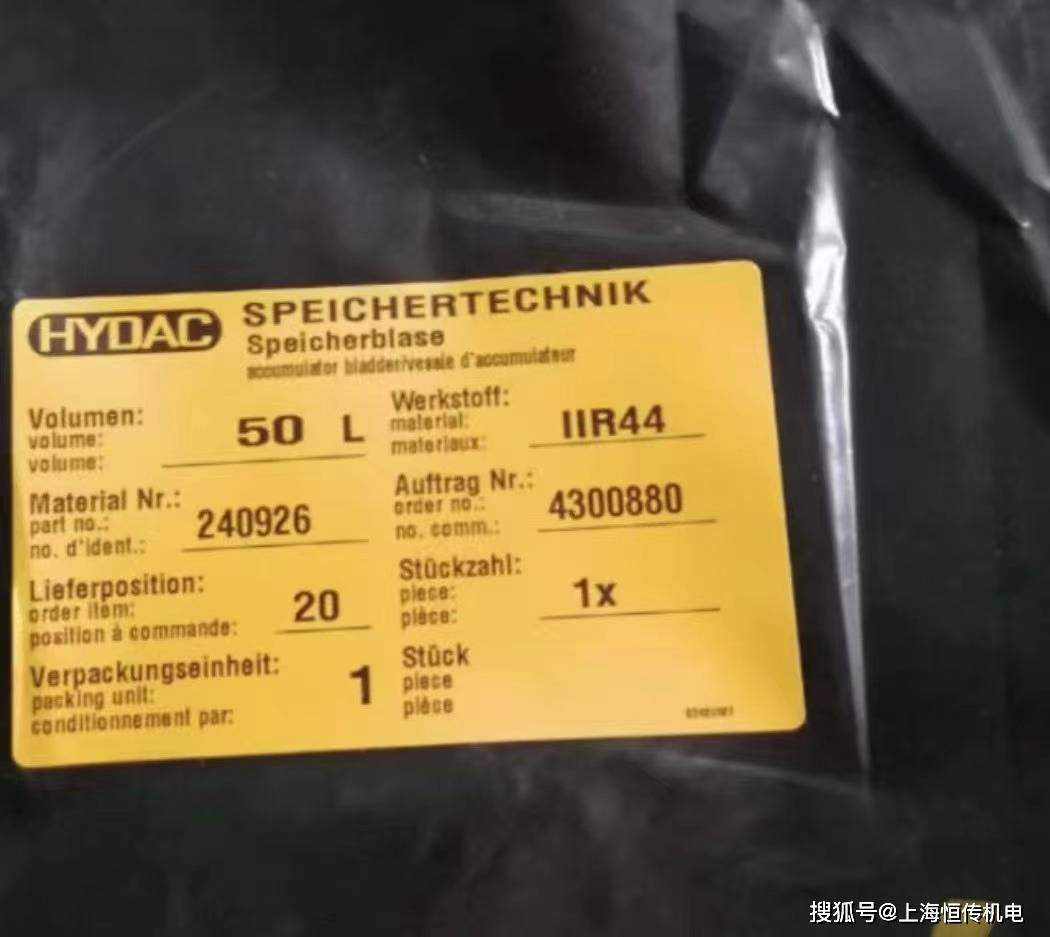 HYDAC
SPEICHERTECHNIK
Speicherblase
accumulator bladder/vessie d'accumulateur
Volumen:
volume:
volume:
50 L
Werkstoff:
material:
materiaux:
IIR44
Material Nr.:
part no.:
no. d'ident.:
240926
Auftrag Nr.:
order no.:
no. comm.:
4300880
Lieferposition:
order item:
position à commande:
20
Stückzahl:
piece:
pièce:
1x
Verpackungseinheit:
packing unit:
conditionnement par:
1
Stück
piece
pièce
搜狐号@上海恒传机电